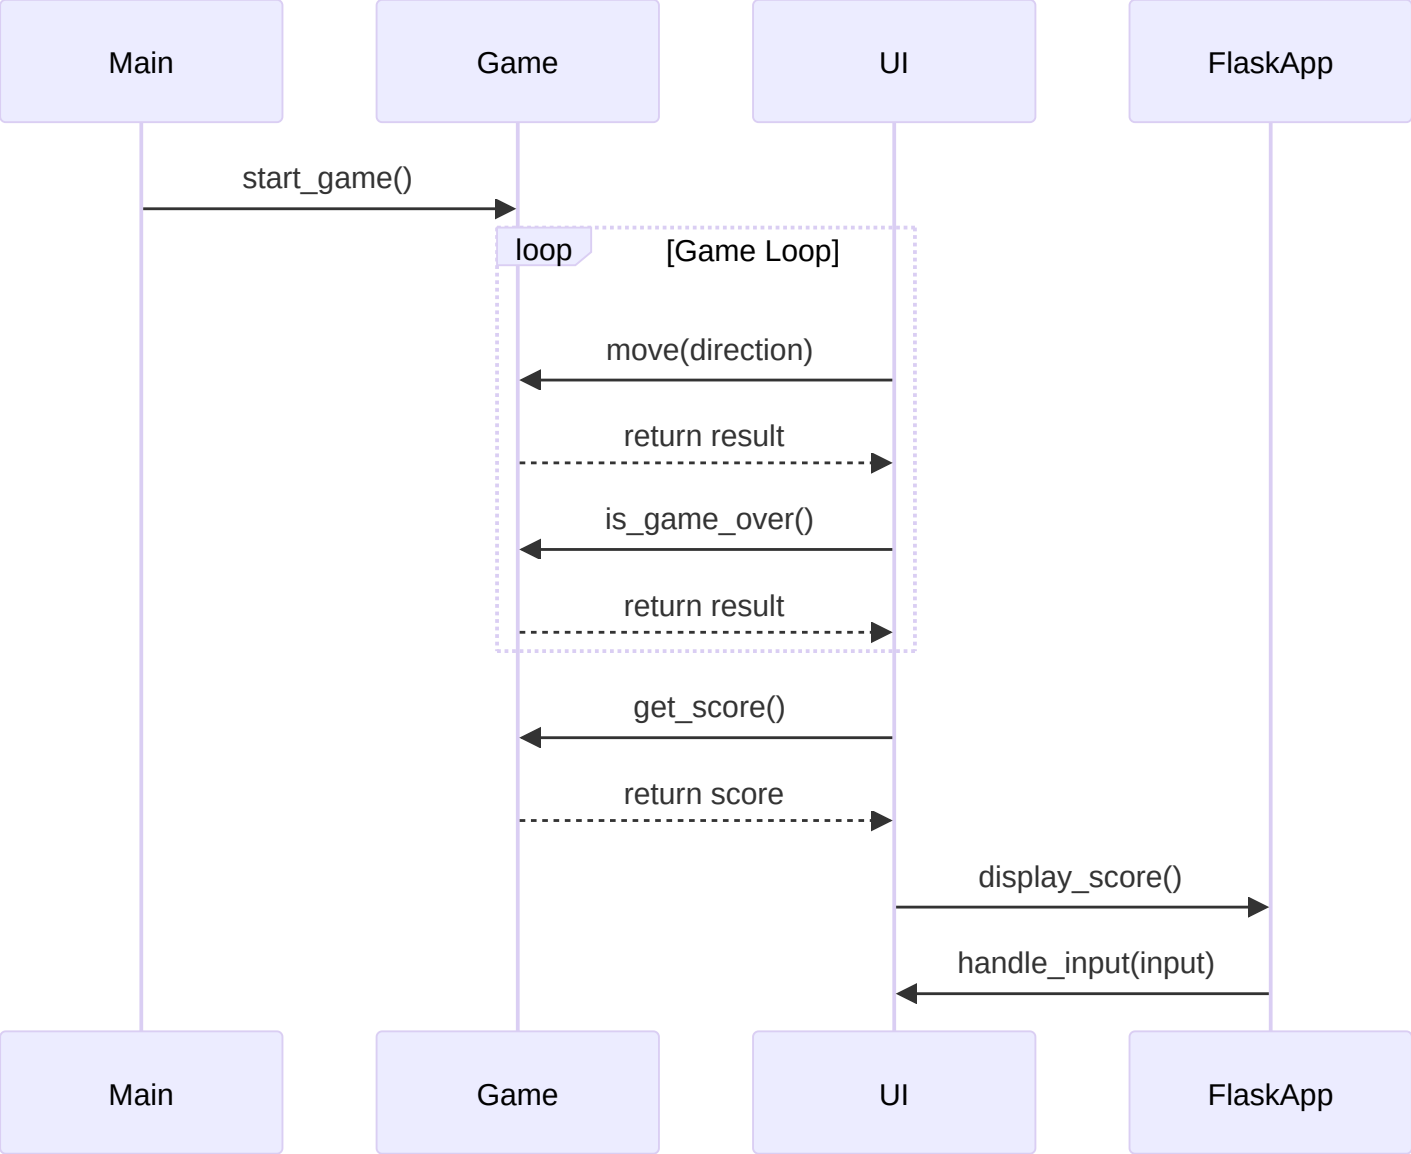 Main
Game
UI
FlaskApp
start_game()
loop
[Game Loop]
move(direction)
return result
is_game_over()
return result
get_score()
return score
display_score()
handle_input(input)
Main
Game
UI
FlaskApp